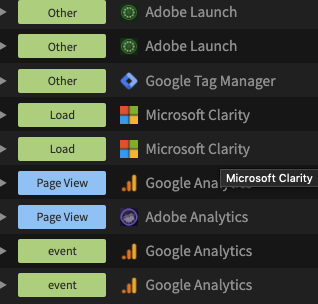 Other Adobe Launch
Other Adobe Launch
Other Google Tag Manager
Load Microsoft Clarity
Load Microsoft Clarity
Page View Google Analytics
Microsoft Clarity
Page View Adobe Analytics
event Google Analytics
event Google Analytics